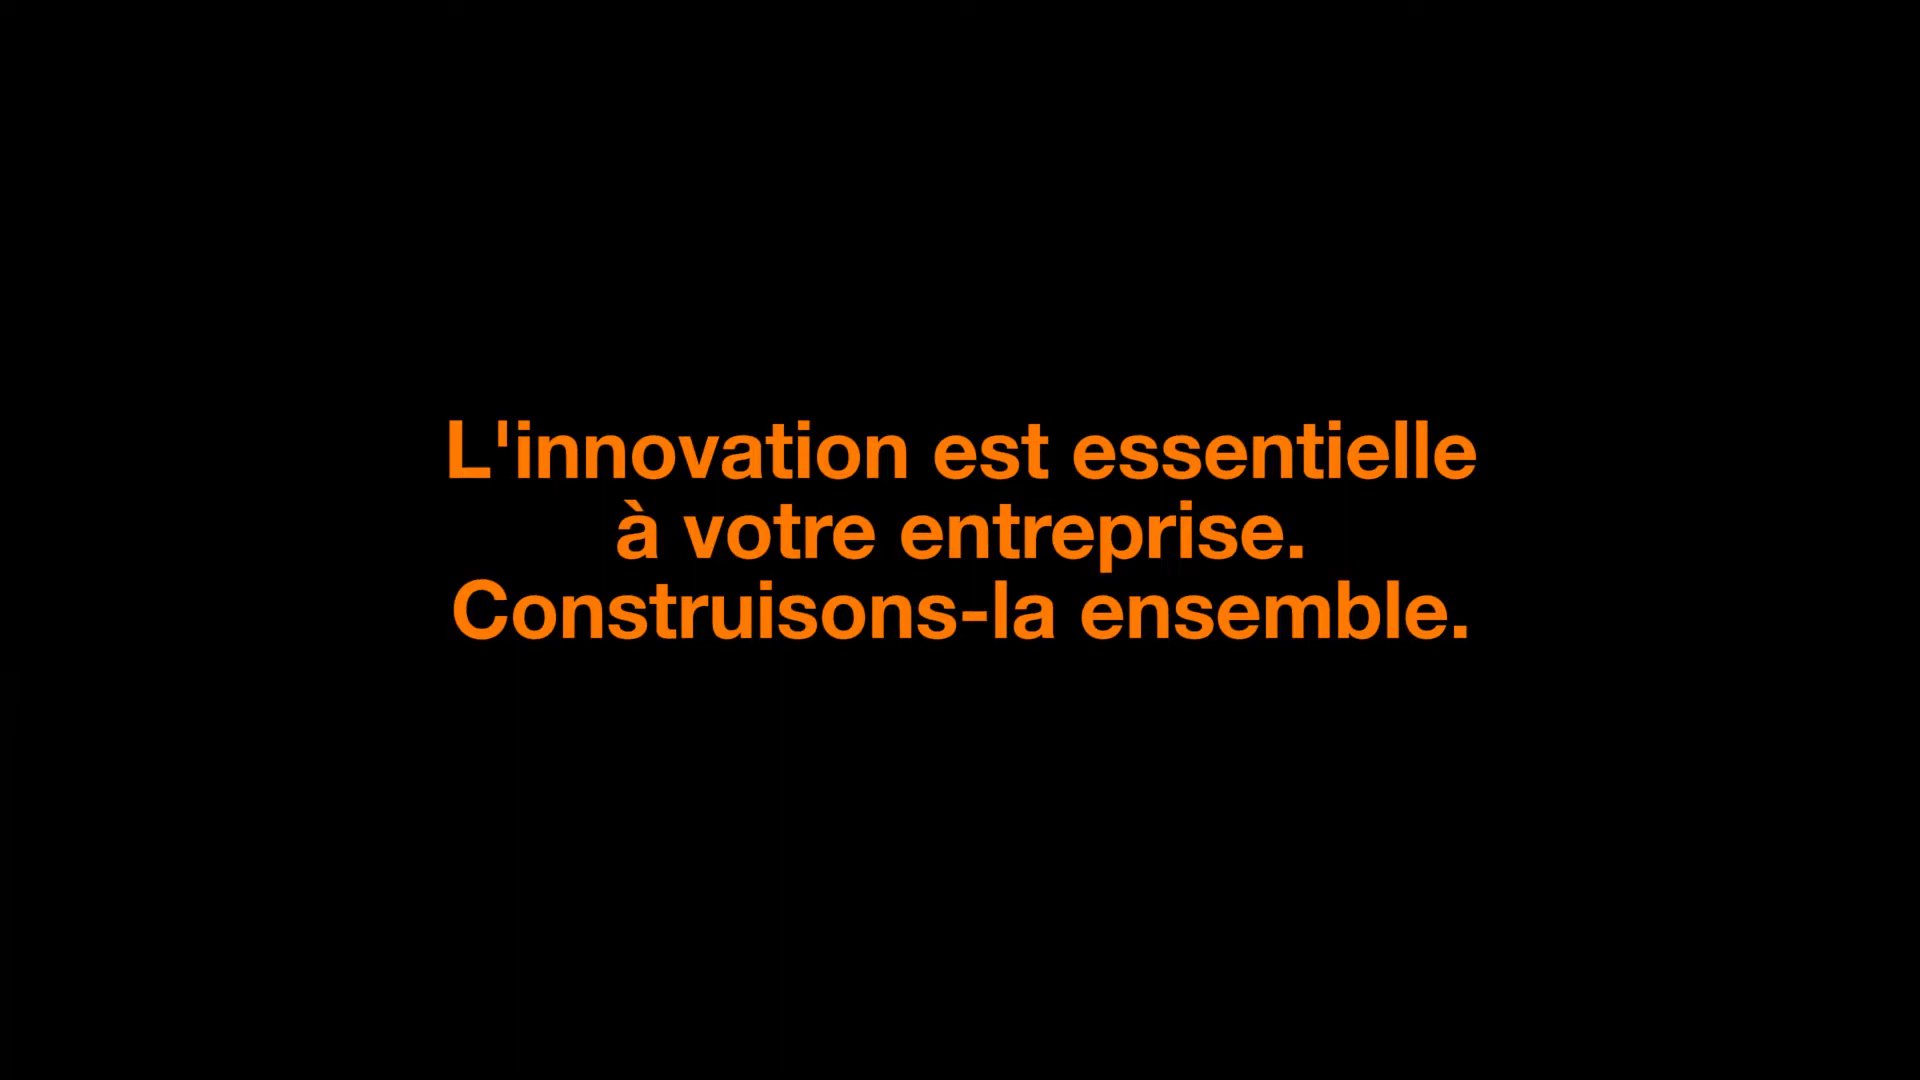 L'innovation est essentielle
à votre entreprise.
Construisons-la ensemble.